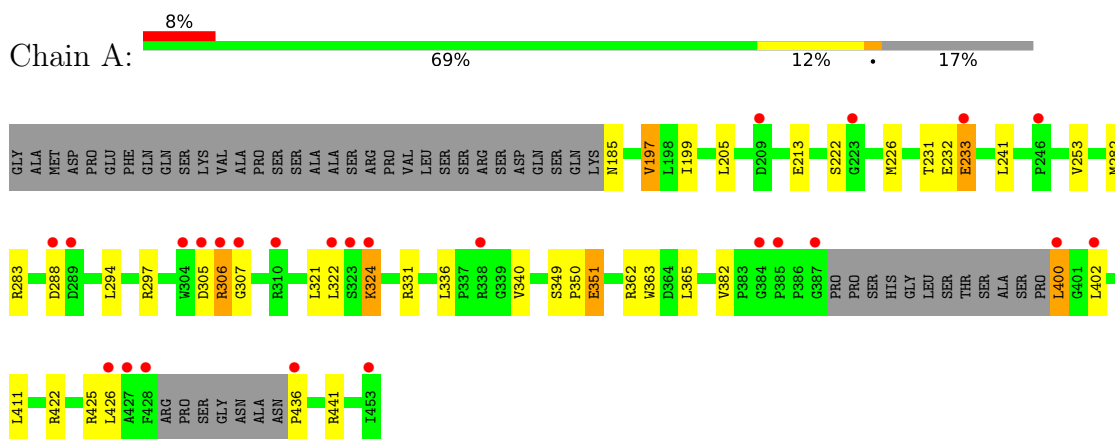 8%
Chain A:
69% 12% • 17%
GLY ALA MET ASP PRO GLU PHE GLN GLN SER LYS VAL ALA PRO SER SER ALA ALA SER ARG PRO VAL LEU SER SER ARG SER ASP GLN SER GLN LYS N185 V197 L198 I199 L205 D209 E213 S222 G223 M226 T231 E232 E233 L241 P246 V253 M282
R283 D288 D289 L294 R297 W304 D305 R306 G307 R310 L321 L322 S323 K324 R331 L336 P337 R338 G339 V340 S349 P350 E351 R362 W363 D364 L365 V382 P383 G384 P385 P386 G387 PRO PRO SER HIS GLY LEU SER THR SER ALA SER PRO L400 G401 L402
L411 R422 R425 L426 A427 F428 ARG PRO SER GLY ASN ALA ASN P436 R441 I453